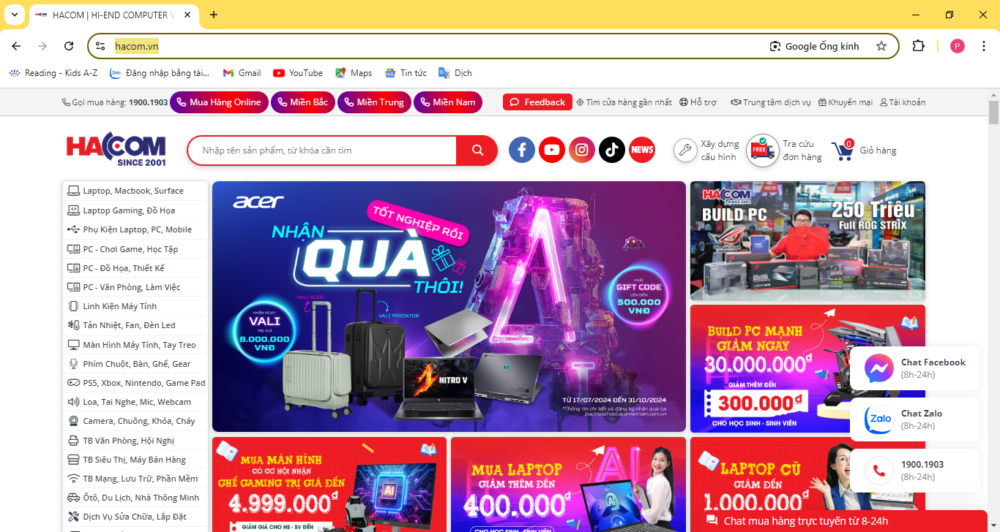 HACOM | HI-END COMPUTER
hacom.vn
Google Ống kính
P
Reading - Kids A-Z
Đăng nhập bằng tài...
Gmail
YouTube
Maps
Tin tức
Dịch
Gọi mua hàng: 1900.1903
Mua Hàng Online
Miền Bắc
Miền Trung
Miền Nam
Feedback
Tìm cửa hàng gần nhất
Hỗ trợ
Trung tâm dịch vụ
Khuyến mại
Tài khoản
HACOM
SINCE 2001
Nhập tên sản phẩm, từ khóa cần tìm
NEWS
Xây dựng
cấu hình
FREE
Tra cứu
đơn hàng
0
Giỏ hàng
Laptop, Macbook, Surface
Laptop Gaming, Đồ Họa
Phụ Kiện Laptop, PC, Mobile
PC - Chơi Game, Học Tập
PC - Đồ Họa, Thiết Kế
PC - Văn Phòng, Làm Việc
Linh Kiện Máy Tính
Tản Nhiệt, Fan, Đèn Led
Màn Hình Máy Tính, Tay Treo
Phím Chuột, Bàn, Ghế, Gear
PS5, Xbox, Nintendo, Game Pad
Loa, Tai Nghe, Mic, Webcam
Camera, Chuông, Khóa, Cháy
TB Văn Phòng, Hội Nghị
TB Siêu Thị, Máy Bán Hàng
TB Mạng, Lưu Trữ, Phần Mềm
Ôtô, Du Lịch, Nhà Thông Minh
Dịch Vụ Sửa Chữa, Lắp Đặt
acer
TỐT NGHIỆP RỒI
NHẬN
QUÀ
THÔI!
NHẬN NGAY
VALI
TRỊ GIÁ
8.000.000
VNĐ
VALI ACER
VALI PREDATOR
NITRO V
HOẶC
GIFT CODE
LÊN ĐẾN
500.000
VNĐ
TỪ 17/07/2024 ĐẾN 31/10/2024
*Thông tin chi tiết và đăng ký nhận quà tại
backtoschoolacervietnam.com.vn
HACOM
SINCE 2001
BUILD PC
250 Triệu
Full ROG STRIX
REPUBLIC OF
GAMERS
BUILD PC MẠNH
GIẢM NGAY
30.000.000đ
GIẢM THÊM ĐẾN
300.000đ
CHO HỌC SINH - SINH VIÊN
MUA MÀN HÌNH
CÓ CƠ HỘI NHẬN
GHẾ GAMING TRỊ GIÁ ĐẾN
4.999.000đ
GIẢM GIÁ CHO HS - SV ĐẾN
AI
MUA LAPTOP
GIẢM THÊM ĐẾN
400.000đ
CHO HỌC SINH - SINH VIÊN
AI
AI
LAPTOP CŨ
GIẢM ĐẾN
1.000.000đ
Chat Facebook
(8h-24h)
Zalo
Chat Zalo
(8h-24h)
1900.1903
(8h-24h)
Chat mua hàng trực tuyến từ 8-24h